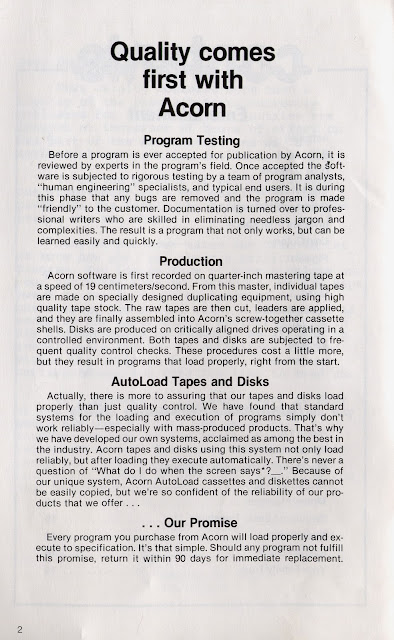 Quality comes
first with
Acorn
Program Testing
Before a program is ever accepted for publication by Acorn, it is
reviewed by experts in the program's field. Once accepted the soft-
ware is subjected to rigorous testing by a team of program analysts,
"human engineering" specialists, and typical end users. It is during
this phase that any bugs are removed and the program is made
"friendly" to the customer. Documentation is turned over to profes-
sional writers who are skilled in eliminating needless jargon and
complexities. The result is a program that not only works, but can be
learned easily and quickly.
Production
Acorn software is first recorded on quarter-inch mastering tape at
a speed of 19 centimeters/second. From this master, individual tapes
are made on specially designed duplicating equipment, using high
quality tape stock. The raw tapes are then cut, leaders are applied,
and they are finally assembled into Acorn's screw-together cassette
shells. Disks are produced on critically aligned drives operating in a
controlled environment. Both tapes and disks are subjected to fre-
quent quality control checks. These procedures cost a little more,
but they result in programs that load properly, right from the start.
AutoLoad Tapes and Disks
Actually, there is more to assuring that our tapes and disks load
properly than just quality control. We have found that standard
systems for the loading and execution of programs simply don't
work reliably—especially with mass-produced products. That's why
we have developed our own systems, acclaimed as among the best in
the industry. Acorn tapes and disks using this system not only load
reliably, but after loading they execute automatically. There's never a
question of "What do I do when the screen says*?__." Because of
our unique system, Acorn AutoLoad cassettes and diskettes cannot
be easily copied, but we're so confident of the reliability of our pro-
ducts that we offer . . .
. . . Our Promise
Every program you purchase from Acorn will load properly and ex-
ecute to specification. It's that simple. Should any program not fulfill
this promise, return it within 90 days for immediate replacement.
2